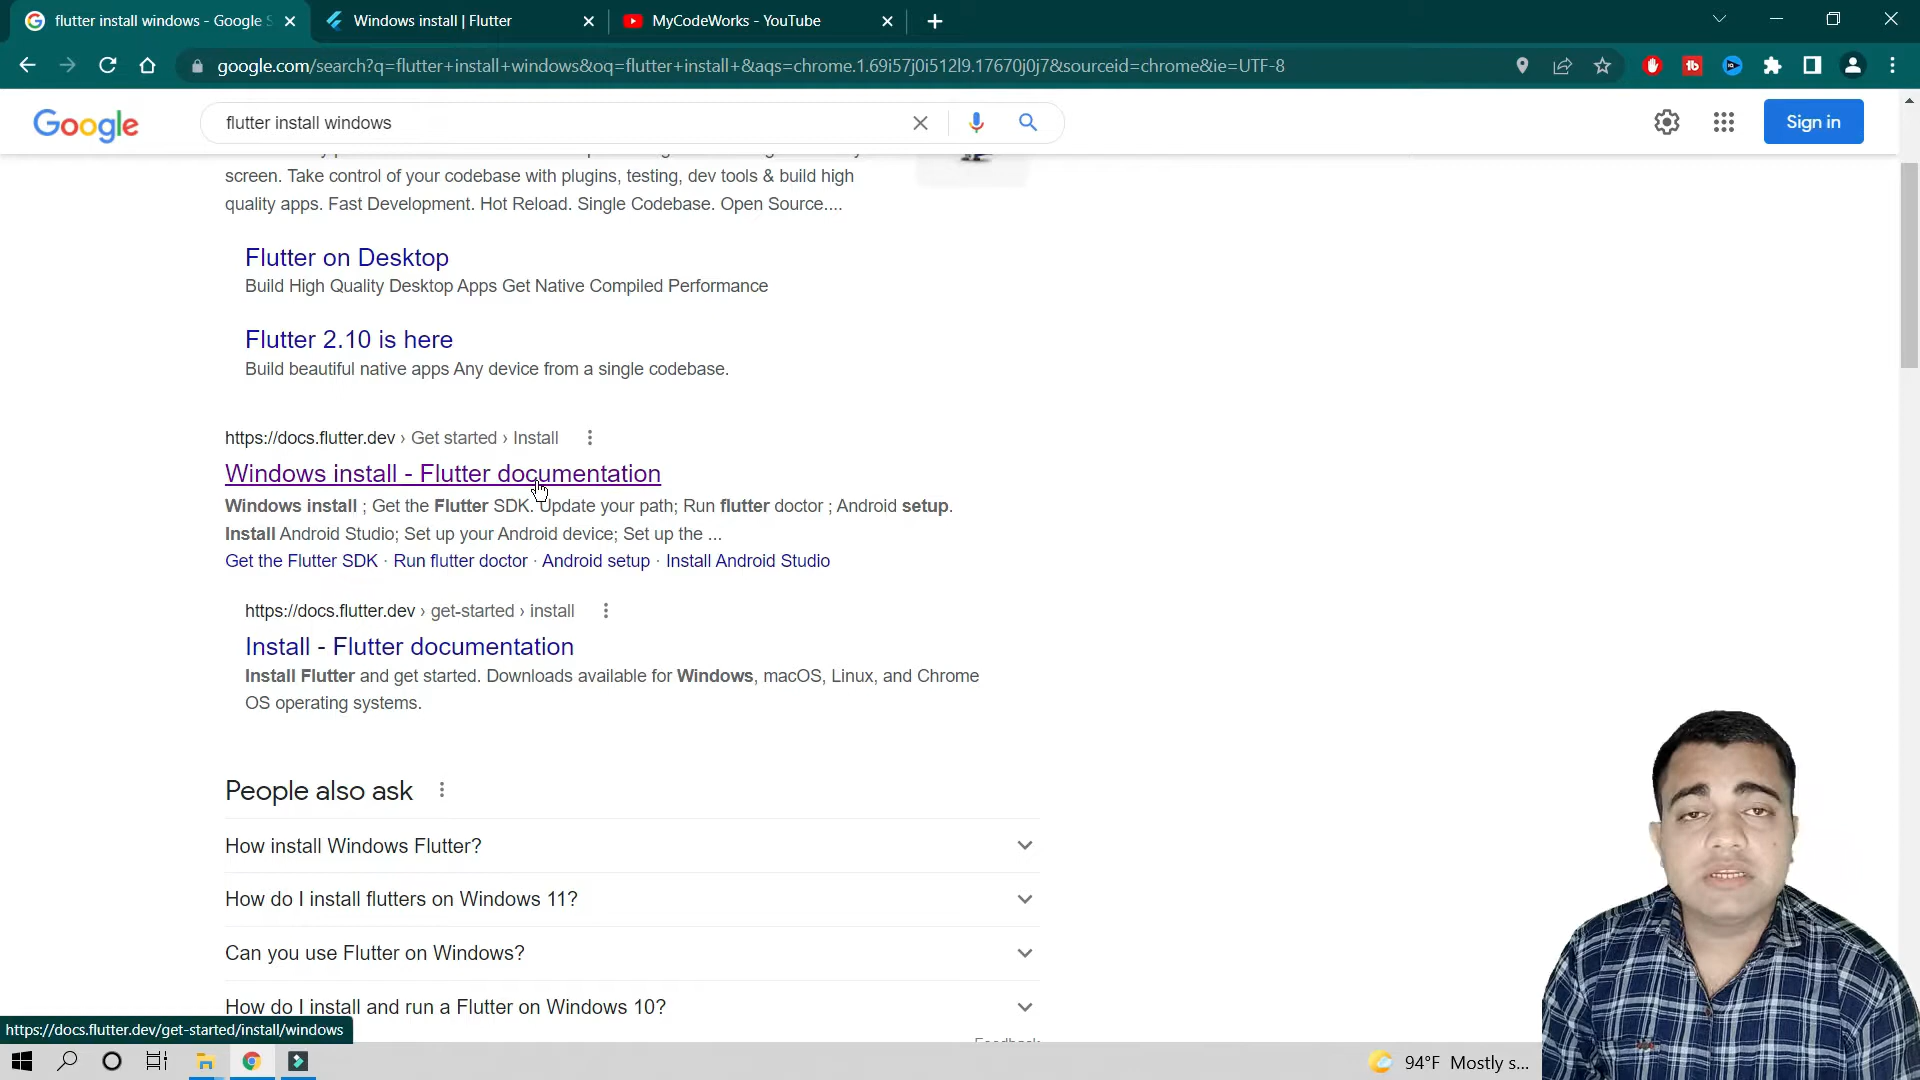 flutter install windows - Google S
Windows install | Flutter
MyCodeWorks - YouTube
google.com/search?q=flutter+install+windows&oq=flutter+install+&aqs=chrome.1.69i57j0i512l9.17670j0j7&sourceid=chrome&ie=UTF-8
Google
flutter install windows
Sign in
screen. Take control of your codebase with plugins, testing, dev tools & build high
quality apps. Fast Development. Hot Reload. Single Codebase. Open Source....
Flutter on Desktop
Build High Quality Desktop Apps Get Native Compiled Performance
Flutter 2.10 is here
Build beautiful native apps Any device from a single codebase.
https://docs.flutter.dev › Get started › Install
Windows install - Flutter documentation
Windows install ; Get the Flutter SDK. Update your path; Run flutter doctor ; Android setup.
Install Android Studio; Set up your Android device; Set up the ...
Get the Flutter SDK · Run flutter doctor · Android setup · Install Android Studio
https://docs.flutter.dev › get-started › install
Install - Flutter documentation
Install Flutter and get started. Downloads available for Windows, macOS, Linux, and Chrome
OS operating systems.
People also ask
How install Windows Flutter?
How do I install flutters on Windows 11?
Can you use Flutter on Windows?
How do I install and run a Flutter on Windows 10?
https://docs.flutter.dev/get-started/install/windows
94°F Mostly s...